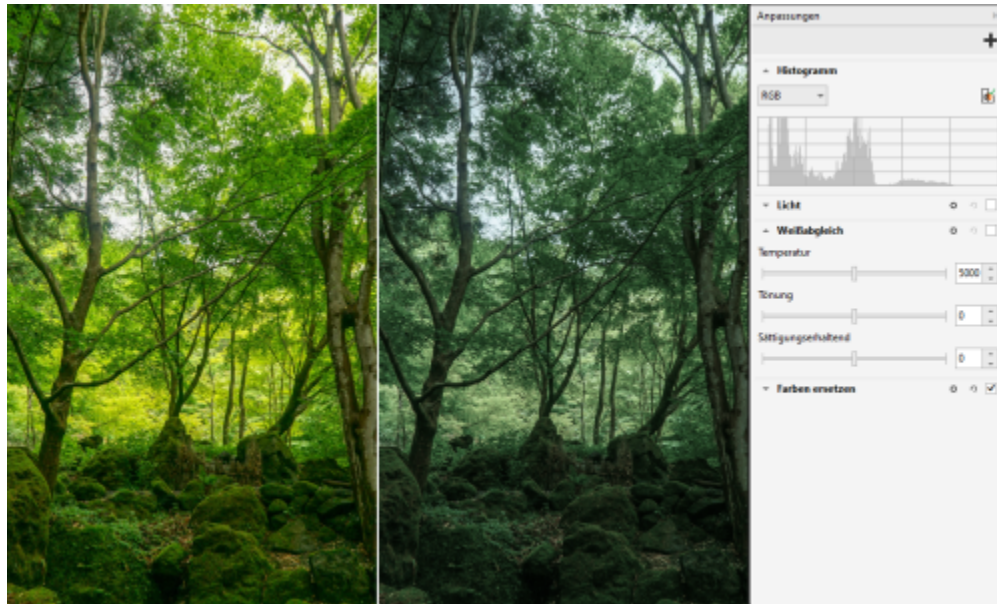 Anpassungen
Histogramm
RGB
Licht
Weißabgleich
Temperatur
5000
Tönung
0
Sättigungserhaltend
0
Farben ersetzen